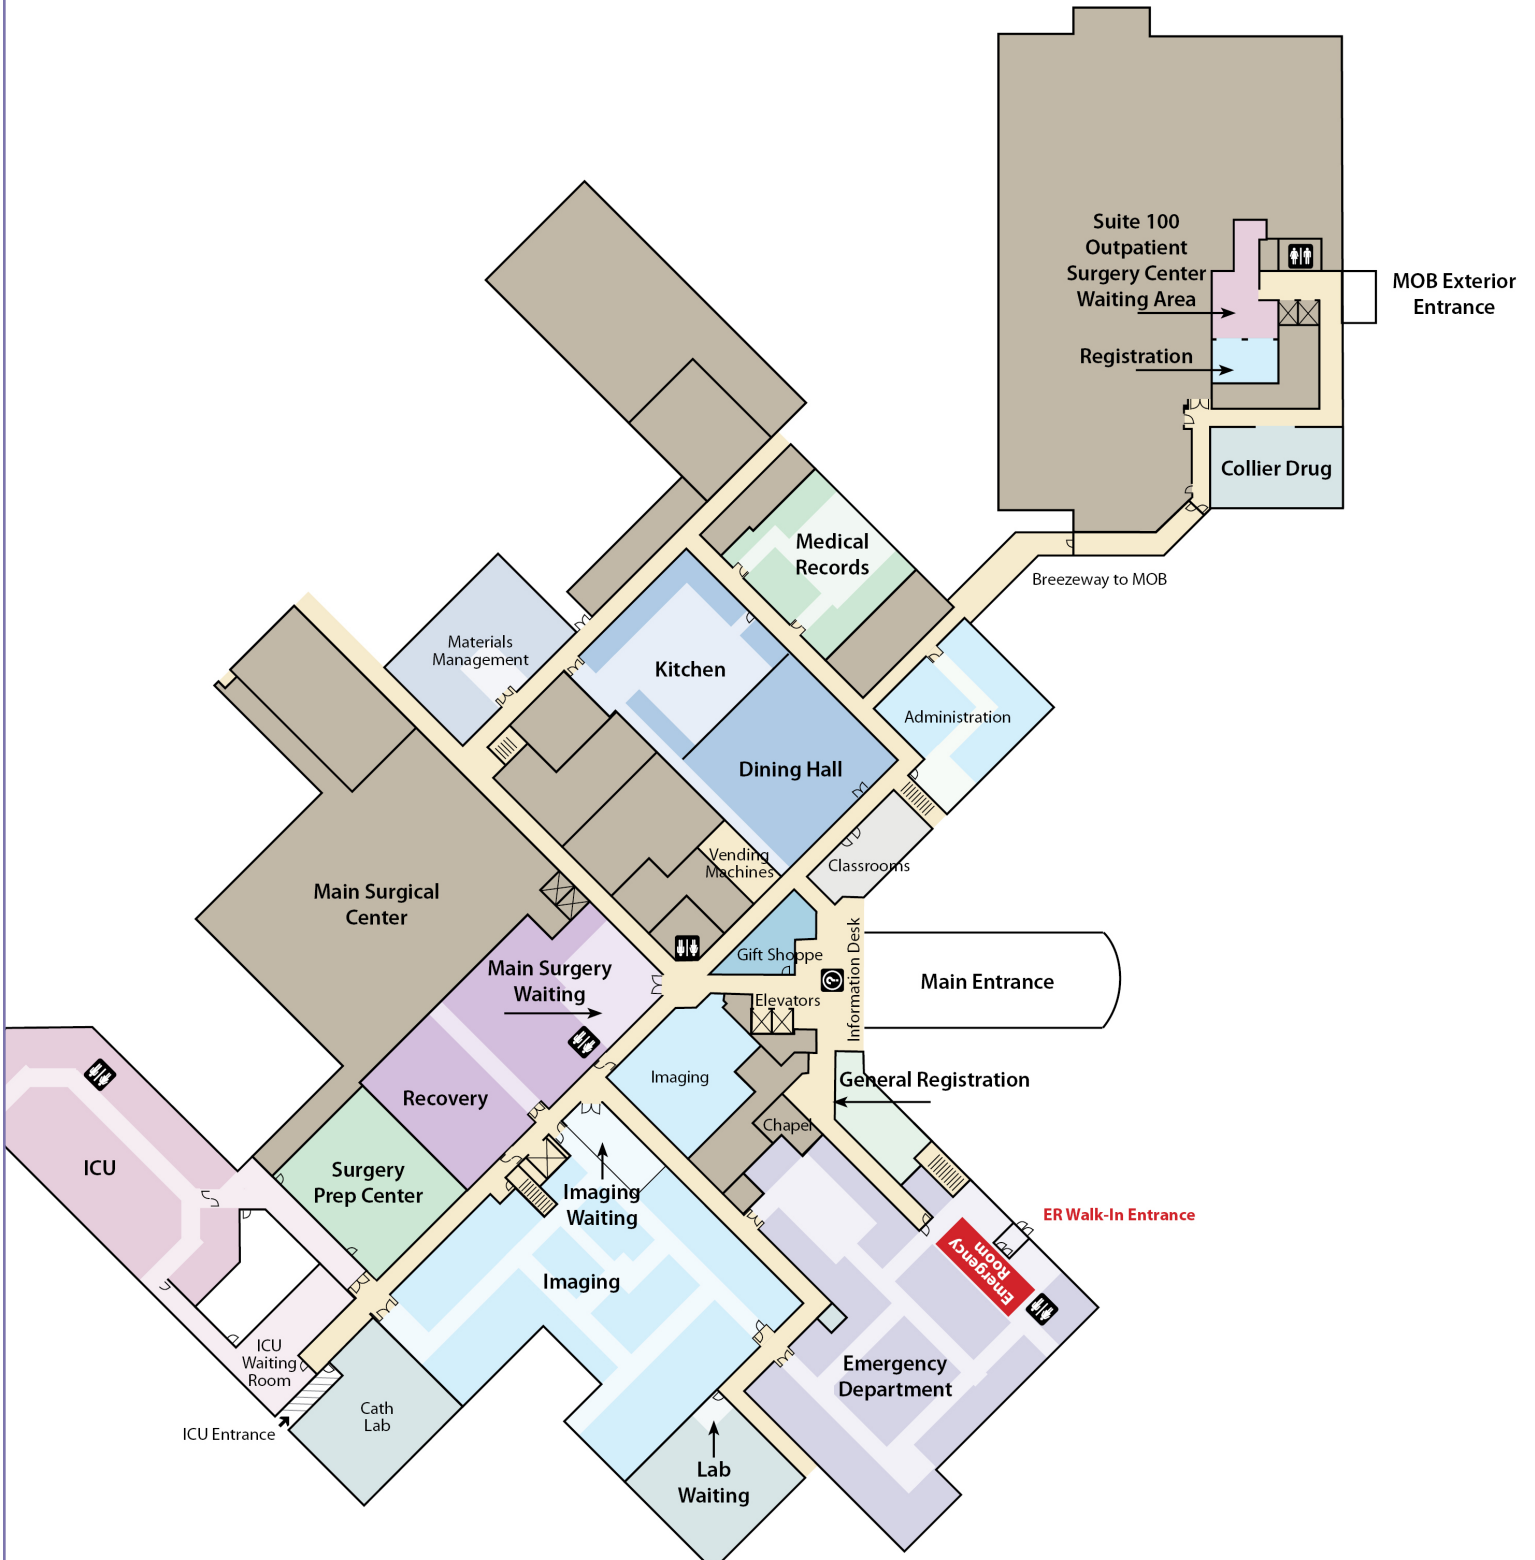 Suite 100
Outpatient
Surgery Center
Waiting Area
MOB Exterior
Entrance
Registration
Collier Drug
Breezeway to MOB
Medical
Records
Materials
Management
Kitchen
Administration
Dining Hall
Vending
Machines
Classrooms
Main Surgical
Center
Gift Shoppe
Information Desk
?
Main Entrance
Main Surgery
Waiting
Elevators
Imaging
General Registration
Recovery
Chapel
ICU
Surgery
Prep Center
Imaging
Waiting
ER Walk-In Entrance
Emergency
Room
Imaging
ICU
Waiting
Room
Emergency
Department
Cath
Lab
ICU Entrance
Lab
Waiting